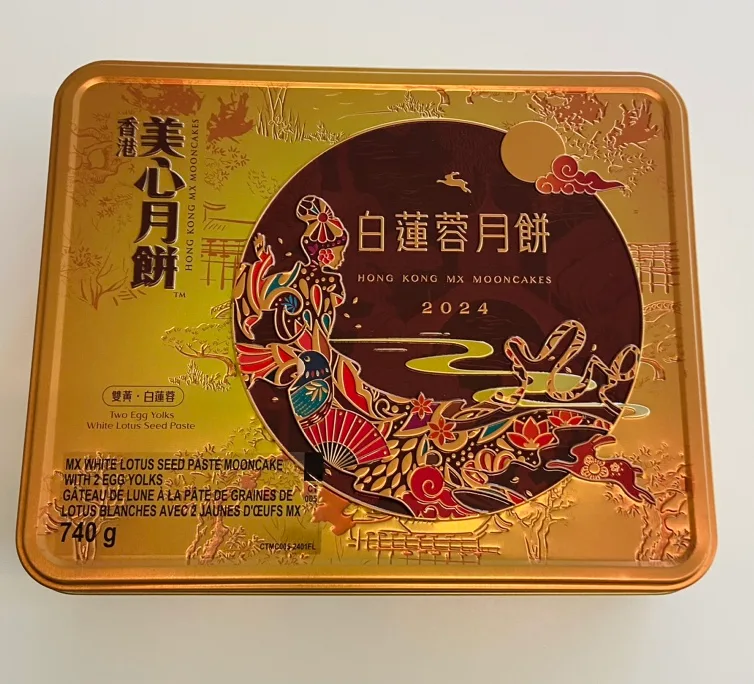 香港
美心月餅
HONG KONG MX MOONCAKES
TM
白蓮蓉月餅
HONG KONG MX MOONCAKES
2024
雙黃·白蓮蓉
Two Egg Yolks
White Lotus Seed Paste
MX WHITE LOTUS SEED PASTE MOONCAKE
WITH 2 EGG YOLKS
GÂTEAU DE LUNE À LA PÂTE DE GRAINES DE
LOTUS BLANCHES AVEC 2 JAUNES D'ŒUFS MX
740 g
CTMC001-2401FL